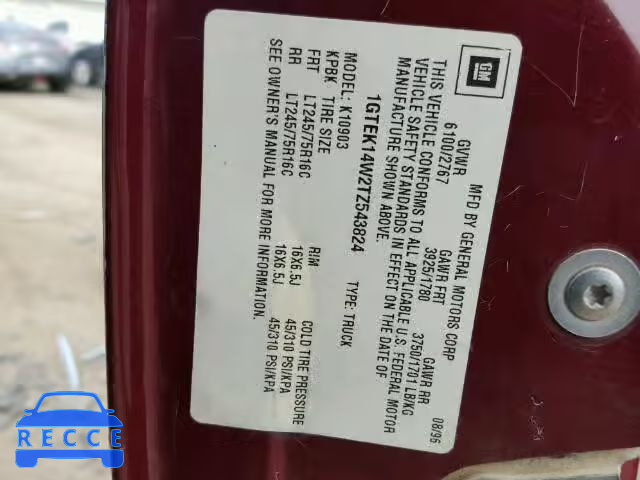 GM
MFD BY GENERAL MOTORS CORP 08/96
GVWR GAWR FRT GAWR RR
6100/2767 3925/1780 3750/1701 LB/KG
THIS VEHICLE CONFORMS TO ALL APPLICABLE U.S. FEDERAL MOTOR
VEHICLE SAFETY STANDARDS IN EFFECT ON THE DATE OF
MANUFACTURE SHOWN ABOVE.
1GTEK14W2TZ543824 TYPE: TRUCK
MODEL: K10903
KPBK TIRE SIZE RIM COLD TIRE PRESSURE
FRT LT245/75R16C 16X6.5J 45/310 PSI/KPA
RR LT245/75R16C 16X6.5J 45/310 PSI/KPA
SEE OWNER'S MANUAL FOR MORE INFORMATION.
RECCE